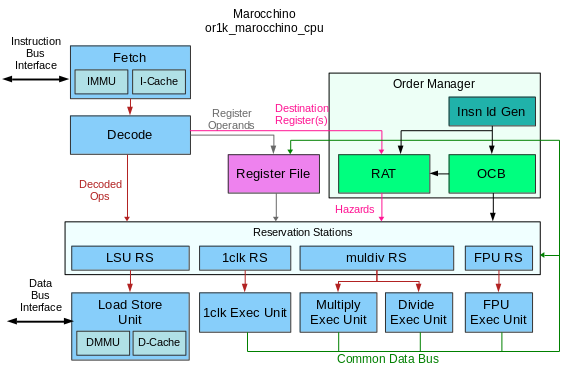 Marocchino
or1k_marocchino_cpu
Instruction
Bus
Interface
Fetch
IMMU
I-Cache
Order Manager
Insn Id Gen
Register
Operands
Destination
Register(s)
Decode
Register File
RAT
OCB
Decoded
Ops
Hazards
Reservation Stations
LSU RS
1clk RS
muldiv RS
FPU RS
Data
Bus
Interface
Load Store
Unit
DMMU
D-Cache
1clk Exec Unit
Multiply
Exec Unit
Divide
Exec Unit
FPU
Exec Unit
Common Data Bus